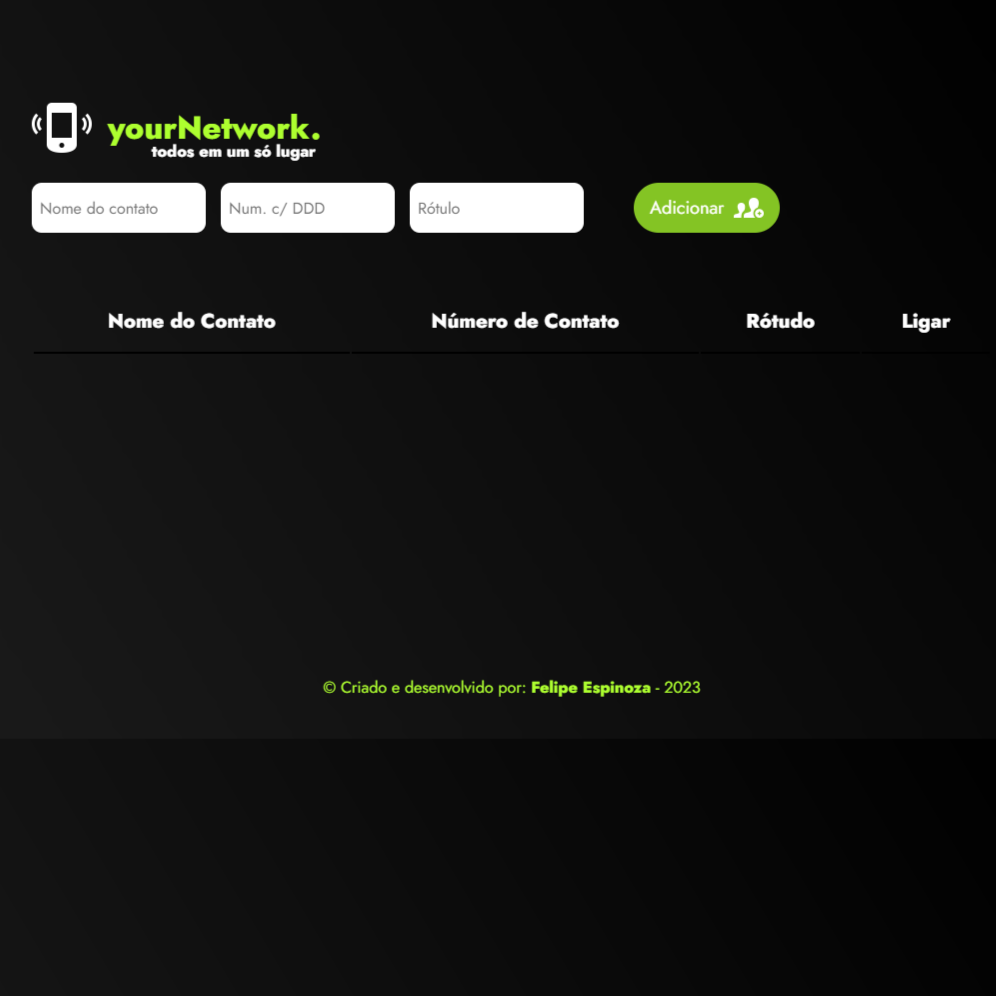 yourNetwork.
todos em um só lugar
Nome do contato
Num. c/ DDD
Rótulo
Adicionar
Nome do Contato Número de Contato Rótudo Ligar
© Criado e desenvolvido por: Felipe Espinoza - 2023